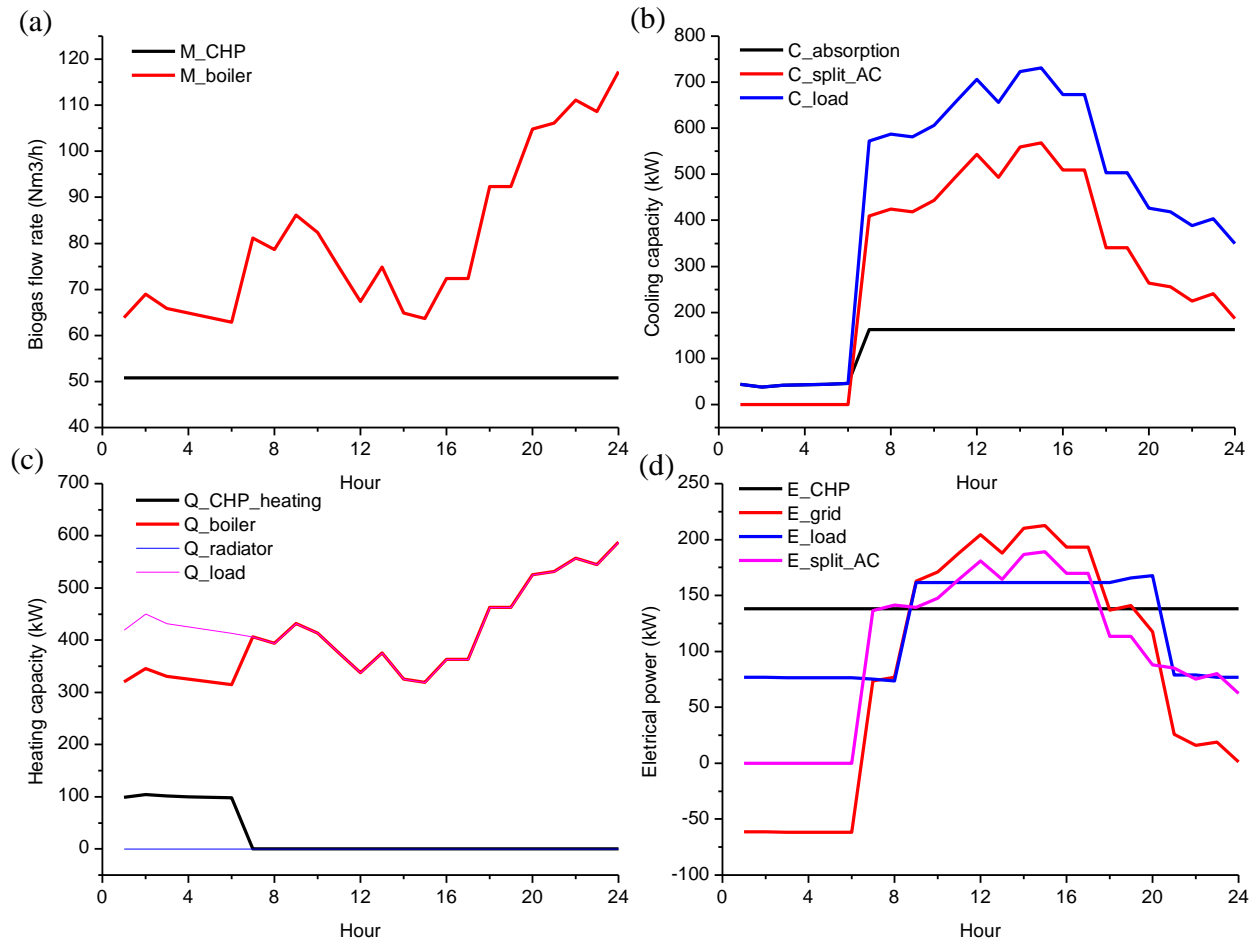 (a)
M_CHP
M_boiler
Biogas flow rate (Nm3/h)
120
110
100
90
80
70
60
50
40
0 4 8 12 16 20 24
Hour
(b)
C_absorption
C_split_AC
C_load
Cooling capacity (kW)
800
700
600
500
400
300
200
100
0
0 4 8 12 16 20 24
Hour
(c)
Q_CHP_heating
Q_boiler
Q_radiator
Q_load
Heating capacity (kW)
700
600
500
400
300
200
100
0
0 4 8 12 16 20 24
Hour
(d)
E_CHP
E_grid
E_load
E_split_AC
Eletrical power (kW)
250
200
150
100
50
0
-50
-100
0 4 8 12 16 20 24
Hour